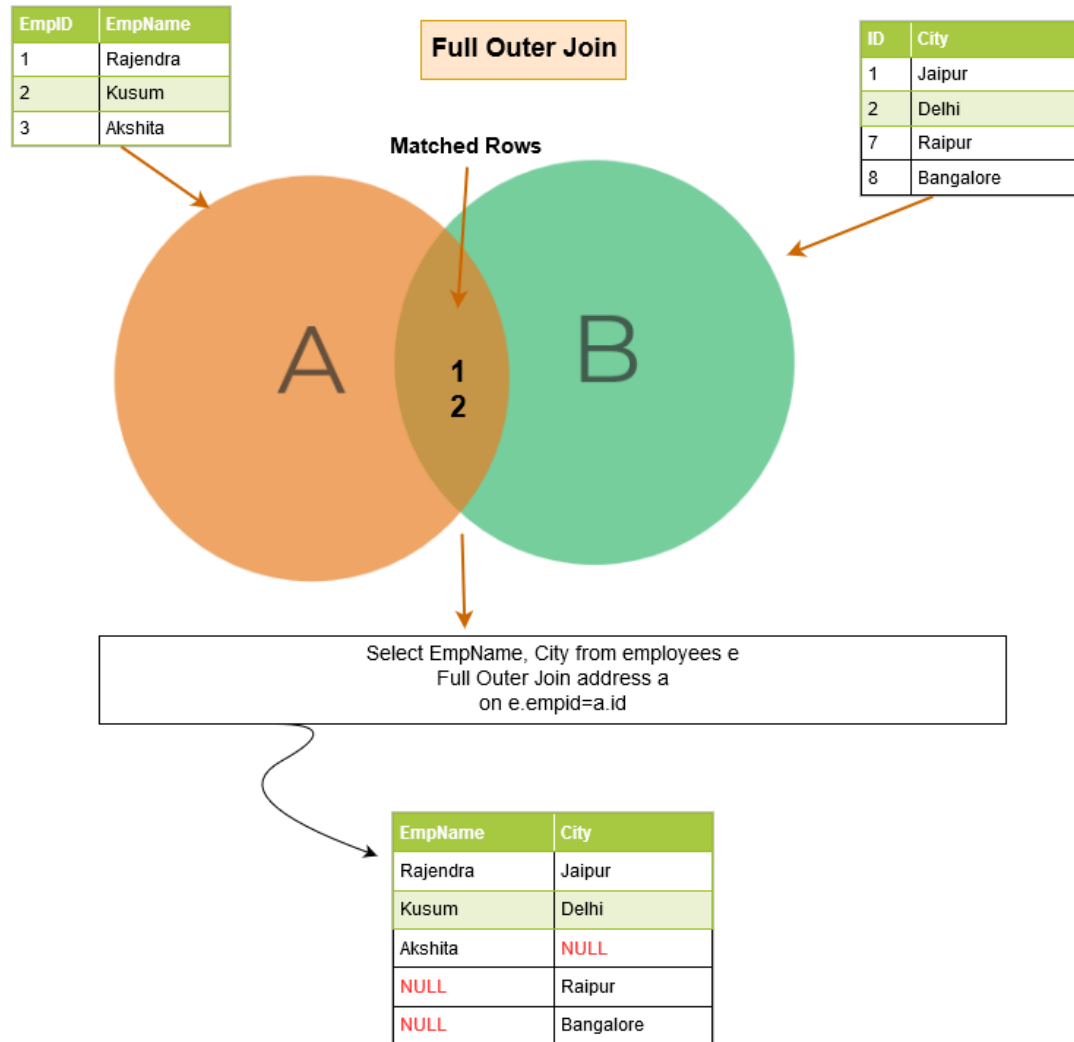 EmpID EmpName
1 Rajendra
2 Kusum
3 Akshita
Full Outer Join
ID City
1 Jaipur
2 Delhi
7 Raipur
8 Bangalore
Matched Rows
A
B
1
2
Select EmpName, City from employees e
Full Outer Join address a
on e.empid=a.id
EmpName City
Rajendra Jaipur
Kusum Delhi
Akshita NULL
NULL Raipur
NULL Bangalore